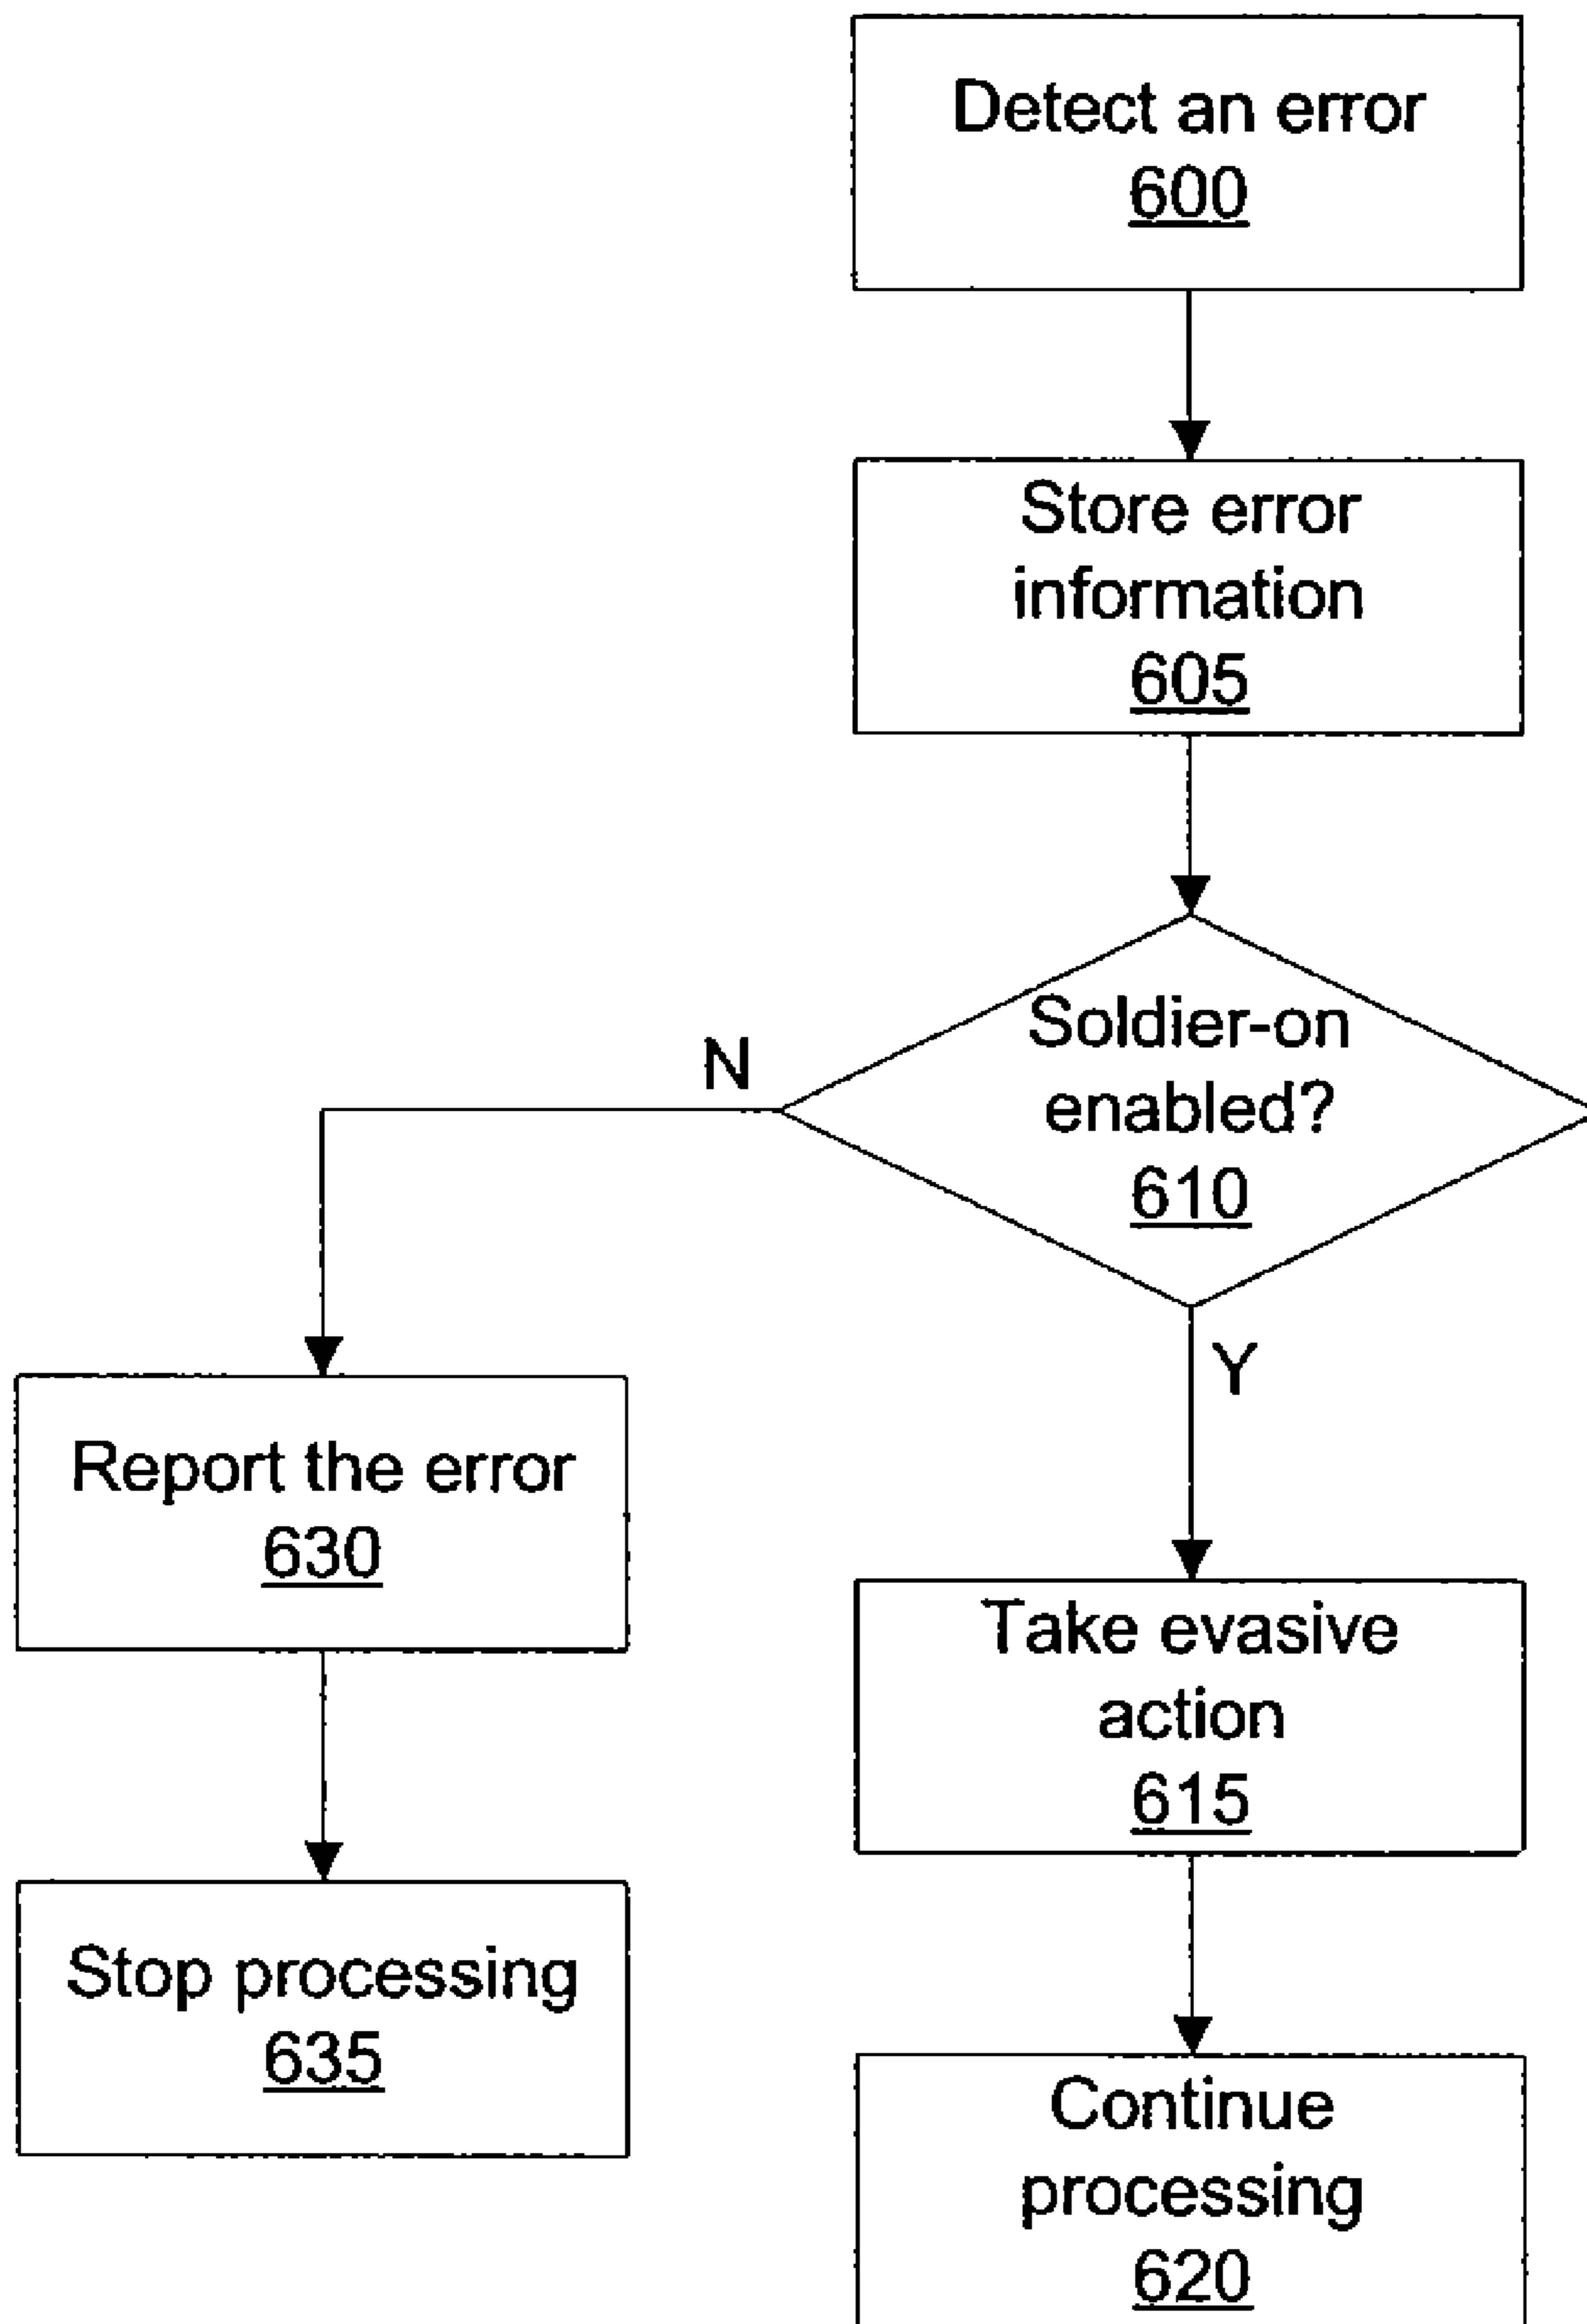 Detect an error
600
Store error
information
605
Soldier-on
enabled?
610
N
Y
Report the error
630
Take evasive
action
615
Stop processing
635
Continue
processing
620